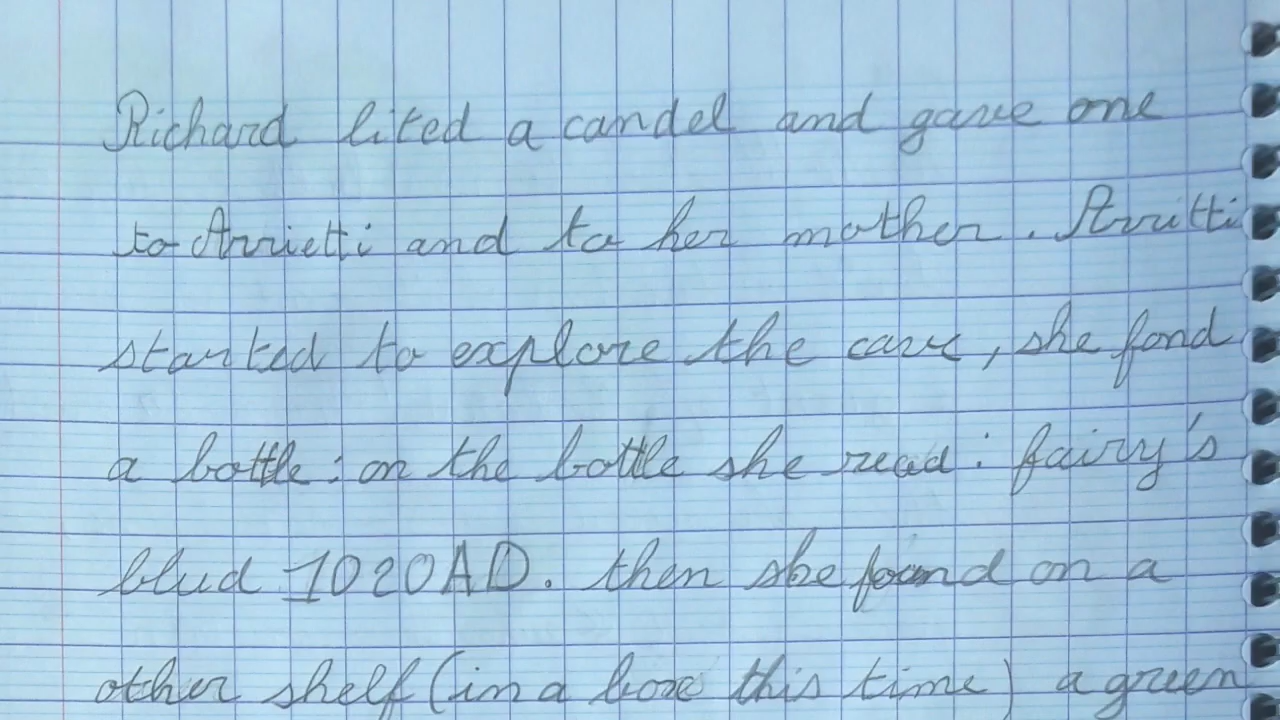 Richard lited a candel and gave one
to Arrietti and to her mother. Arritti
started to explore the cave, she fond
a bottle: on the bottle she read: fairy's
blud 1020AD. then she found on a
other shelf (in a boxe this time) a green